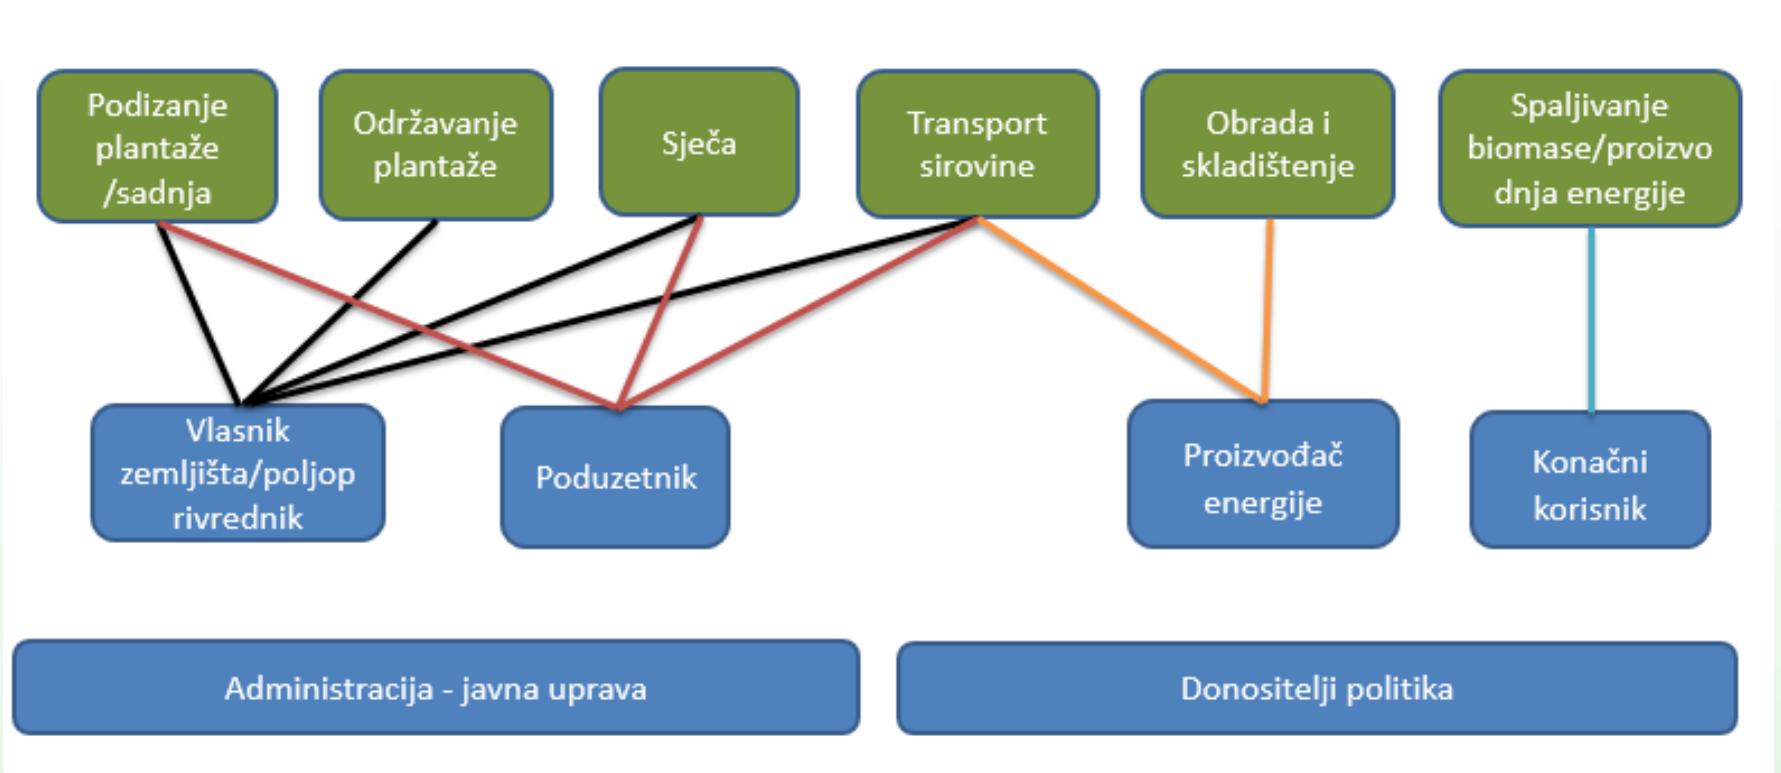 Podizanje
plantaže
/sadnja
Održavanje
plantaže
Sječa
Transport
sirovine
Obrada i
skladištenje
Spaljivanje
biomase/proizvo
dnja energije
Vlasnik
zemljišta/poljop
rivrednik
Poduzetnik
Proizvođač
energije
Konačni
korisnik
Administracija - javna uprava
Donositelji politika